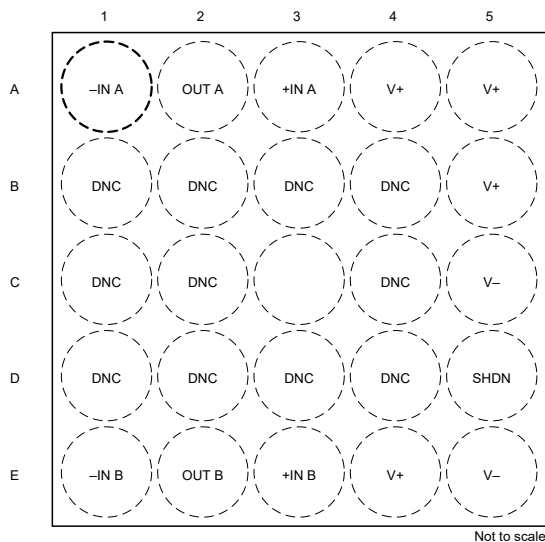 1 2 3 4 5
A –IN A OUT A +IN A V+ V+
B DNC DNC DNC DNC V+
C DNC DNC DNC V–
D DNC DNC DNC DNC SHDN
E –IN B OUT B +IN B V+ V–
Not to scale